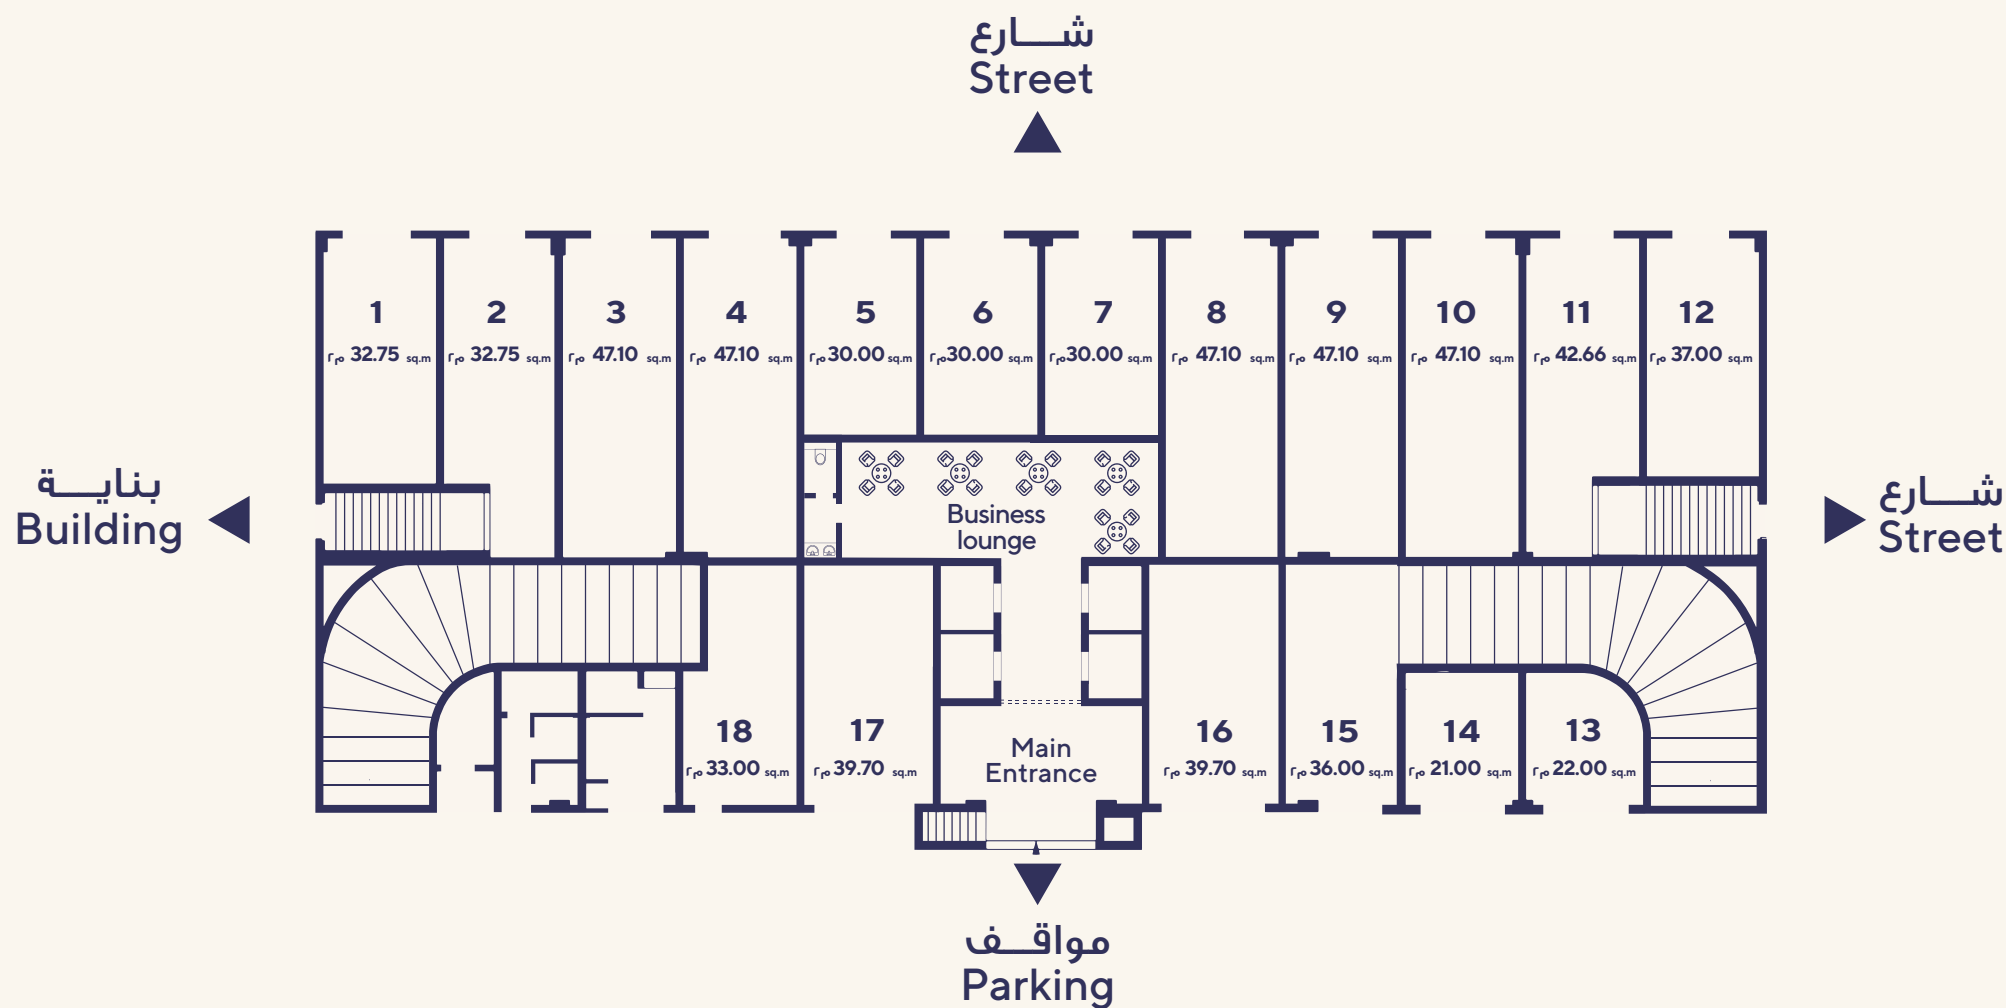 شــــارع
Street
1
م٢ 32.75 sq.m
2
م٢ 32.75 sq.m
3
م٢ 47.10 sq.m
4
م٢ 47.10 sq.m
5
م٢ 30.00 sq.m
6
م٢ 30.00 sq.m
7
م٢ 30.00 sq.m
8
م٢ 47.10 sq.m
9
م٢ 47.10 sq.m
10
م٢ 47.10 sq.m
11
م٢ 42.66 sq.m
12
م٢ 37.00 sq.m
بنايــــة
Building
Business
lounge
شــــارع
Street
18
م٢ 33.00 sq.m
17
م٢ 39.70 sq.m
Main
Entrance
16
م٢ 39.70 sq.m
15
م٢ 36.00 sq.m
14
م٢ 21.00 sq.m
13
م٢ 22.00 sq.m
مواقــف
Parking